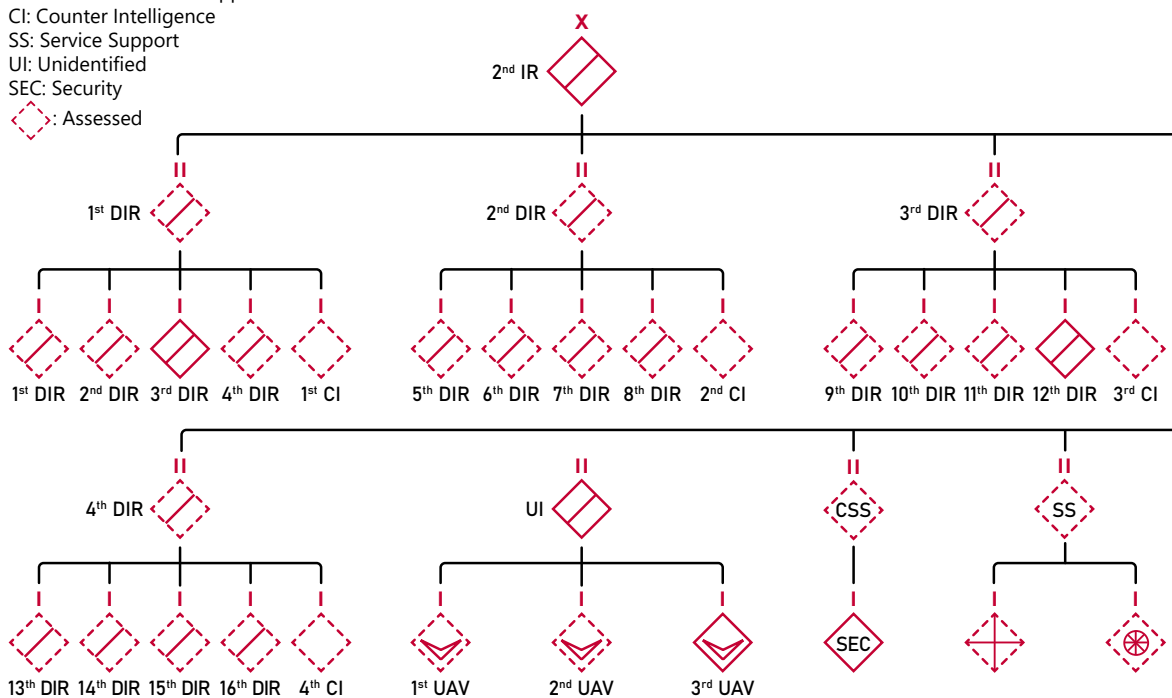 CI: Counter Intelligence
SS: Service Support
UI: Unidentified
SEC: Security
: Assessed
X
2nd IR
II II II
1st DIR 2nd DIR 3rd DIR
I I I I I I I I I I I I I I I
1st DIR 2nd DIR 3rd DIR 4th DIR 1st CI 5th DIR 6th DIR 7th DIR 8th DIR 2nd CI 9th DIR 10th DIR 11th DIR 12th DIR 3rd CI
II II II II
4th DIR UI CSS SS
I I I I I I I I I I I
SEC
13th DIR 14th DIR 15th DIR 16th DIR 4th CI 1st UAV 2nd UAV 3rd UAV